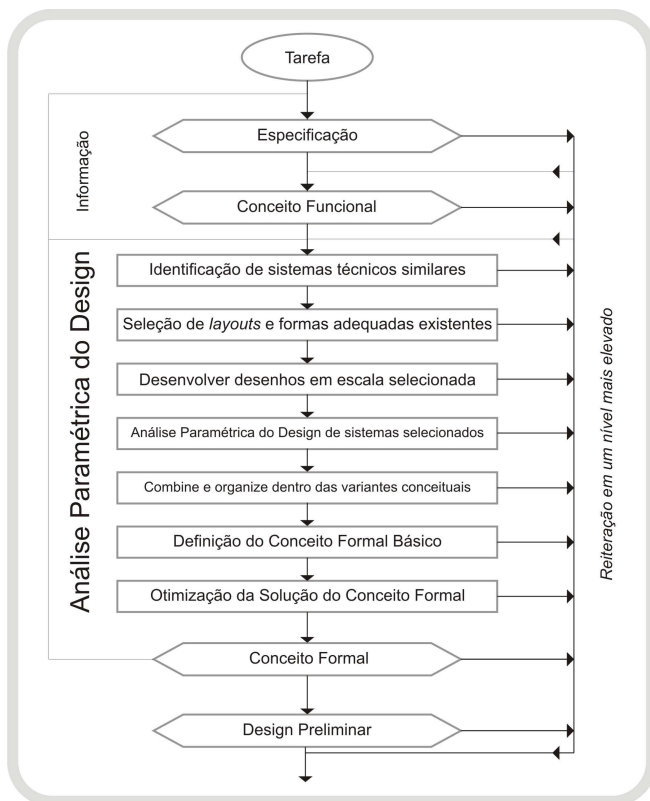 Tarefa
Especificação
Informação
Conceito Funcional
Análise Paramétrica do Design
Identificação de sistemas técnicos similares
Seleção de layouts e formas adequadas existentes
Desenvolver desenhos em escala selecionada
Análise Paramétrica do Design de sistemas selecionados
Combine e organize dentro das variantes conceituais
Definição do Conceito Formal Básico
Otimização da Solução do Conceito Formal
Conceito Formal
Design Preliminar
Reiteração em um nível mais elevado